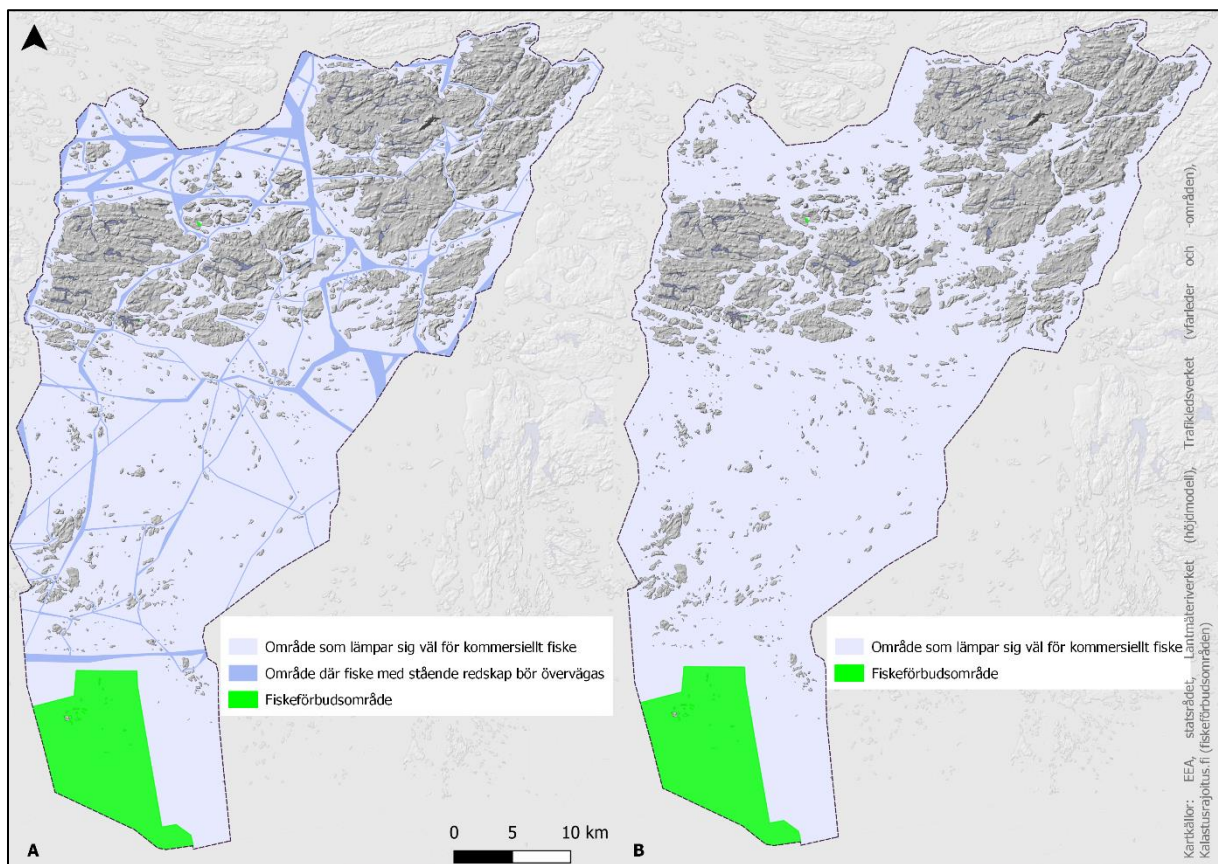 Område som lämpar sig väl för kommersiellt fiske
Område där fiske med stående redskap bör övervägas
Fiskeförbudsområde
0 5 10 km
A
Område som lämpar sig väl för kommersiellt fiske
Fiskeförbudsområde
B
Kartkällor: EEA, statsrådet, Lantmäteriverket (höjdmodell), Trafikledsverket (vfarleder och -områden),
Kalastusrajoitus.fi (fiskeförbudsområden)